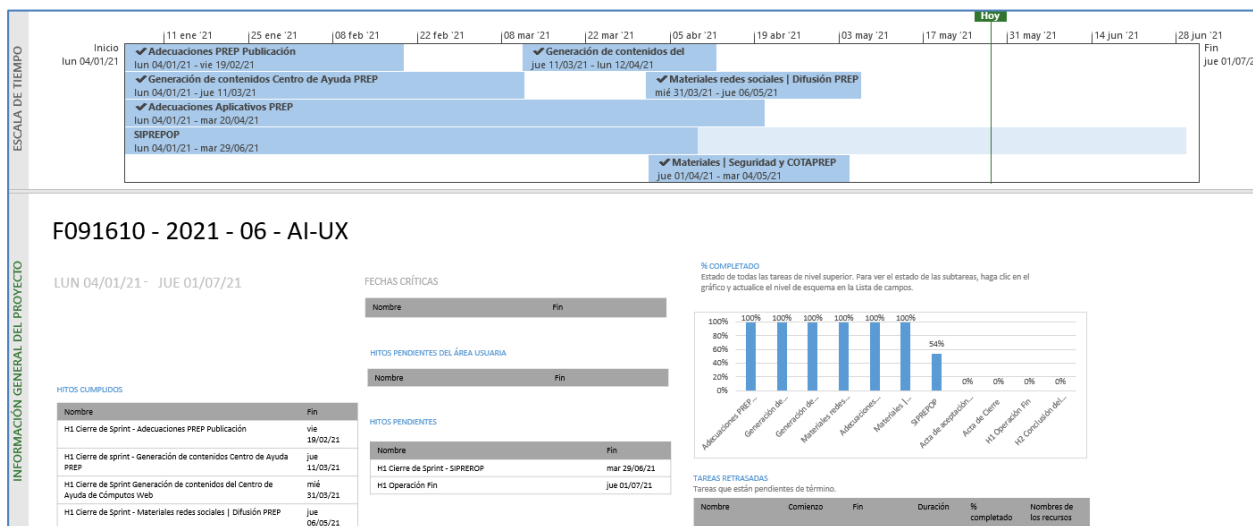 Hoy
11 ene '21
25 ene '21
08 feb '21
22 feb '21
08 mar '21
22 mar '21
05 abr '21
19 abr '21
03 may '21
17 may '21
31 may '21
14 jun '21
28 jun '21
ESCALA DE TIEMPO
Inicio
lun 04/01/21
Fin
jue 01/07/2
Adecuaciones PREP Publicación
lun 04/01/21 - vie 19/02/21
Generación de contenidos del
jue 11/03/21 - lun 12/04/21
Generación de contenidos Centro de Ayuda PREP
lun 04/01/21 - jue 11/03/21
Materiales redes sociales | Difusión PREP
mié 31/03/21 - jue 06/05/21
Adecuaciones Aplicativos PREP
lun 04/01/21 - mar 20/04/21
SIPREPOP
lun 04/01/21 - mar 29/06/21
Materiales | Seguridad y COTAPREP
jue 01/04/21 - mar 04/05/21
INFORMACIÓN GENERAL DEL PROYECTO
F091610 - 2021 - 06 - AI-UX
LUN 04/01/21 - JUE 01/07/21
HITOS CUMPLIDOS
Nombre Fin
H1 Cierre de Sprint - Adecuaciones PREP Publicación vie
19/02/21
H1 Cierre de sprint - Generación de contenidos Centro de Ayuda jue
PREP 11/03/21
H1 Cierre de Sprint Generación de contenidos del Centro de mié
Ayuda de Cómputos Web 31/03/21
H1 Cierre de Sprint - Materiales redes sociales | Difusión PREP jue
06/05/21
FECHAS CRÍTICAS
Nombre Fin
HITOS PENDIENTES DEL ÁREA USUARIA
Nombre Fin
HITOS PENDIENTES
Nombre Fin
H1 Cierre de Sprint - SIPREROP mar 29/06/21
H1 Operación Fin jue 01/07/21
% COMPLETADO
Estado de todas las tareas de nivel superior. Para ver el estado de las subtareas, haga clic en el
gráfico y actualice el nivel de esquema en la Lista de campos.
100%
80%
60%
40%
20%
0%
100% 100% 100% 100% 100% 100% 54% 0% 0% 0% 0%
Adecuaciones PREP...
Generación de...
Generación de...
Materiales redes...
Adecuaciones...
Materiales |...
SIPREPOP
Acta de aceptación...
Acta de Cierre
H1 Operación Fin
H2 Conclusión del...
TAREAS RETRASADAS
Tareas que están pendientes de término.
Nombre Comienzo Fin Duración % Nombres de
completado los recursos